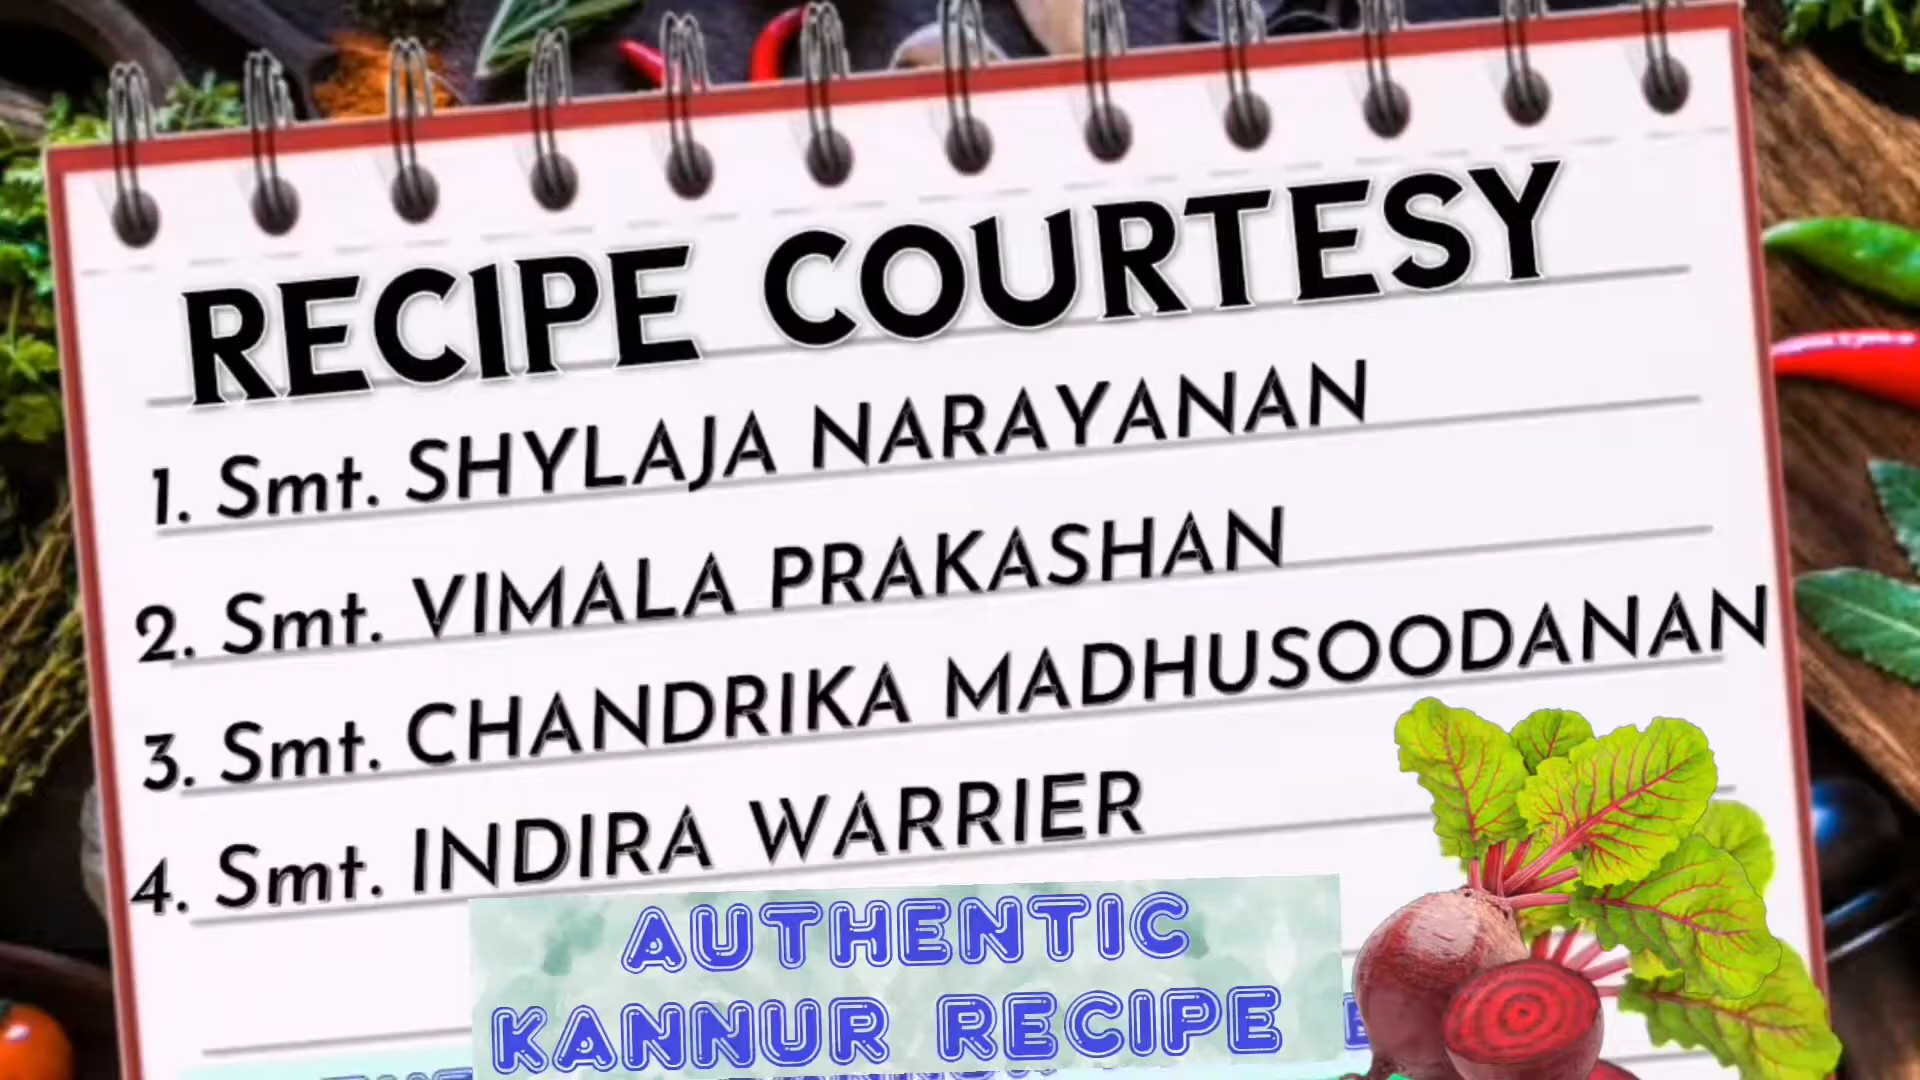 RECIPE COURTESY
1. Smt. SHYLAJA NARAYANAN
2. Smt. VIMALA PRAKASHAN
3. Smt. CHANDRIKA MADHUSOODANAN
4. Smt. INDIRA WARRIER
AUTHENTIC
KANNUR RECIPE